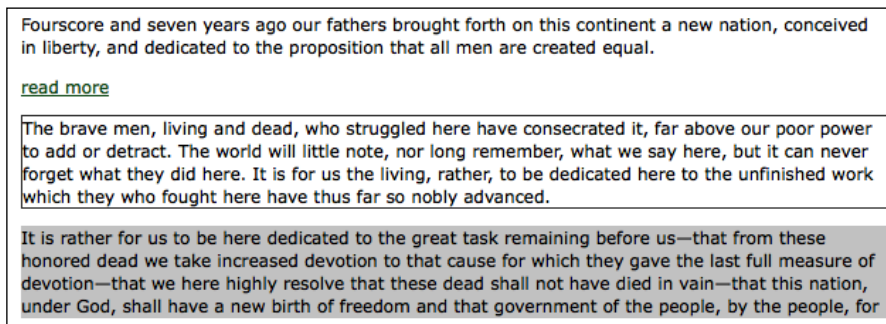 Fourscore and seven years ago our fathers brought forth on this continent a new nation, conceived
in liberty, and dedicated to the proposition that all men are created equal.
read more
The brave men, living and dead, who struggled here have consecrated it, far above our poor power
to add or detract. The world will little note, nor long remember, what we say here, but it can never
forget what they did here. It is for us the living, rather, to be dedicated here to the unfinished work
which they who fought here have thus far so nobly advanced.
It is rather for us to be here dedicated to the great task remaining before us—that from these
honored dead we take increased devotion to that cause for which they gave the last full measure of
devotion—that we here highly resolve that these dead shall not have died in vain—that this nation,
under God, shall have a new birth of freedom and that government of the people, by the people, for